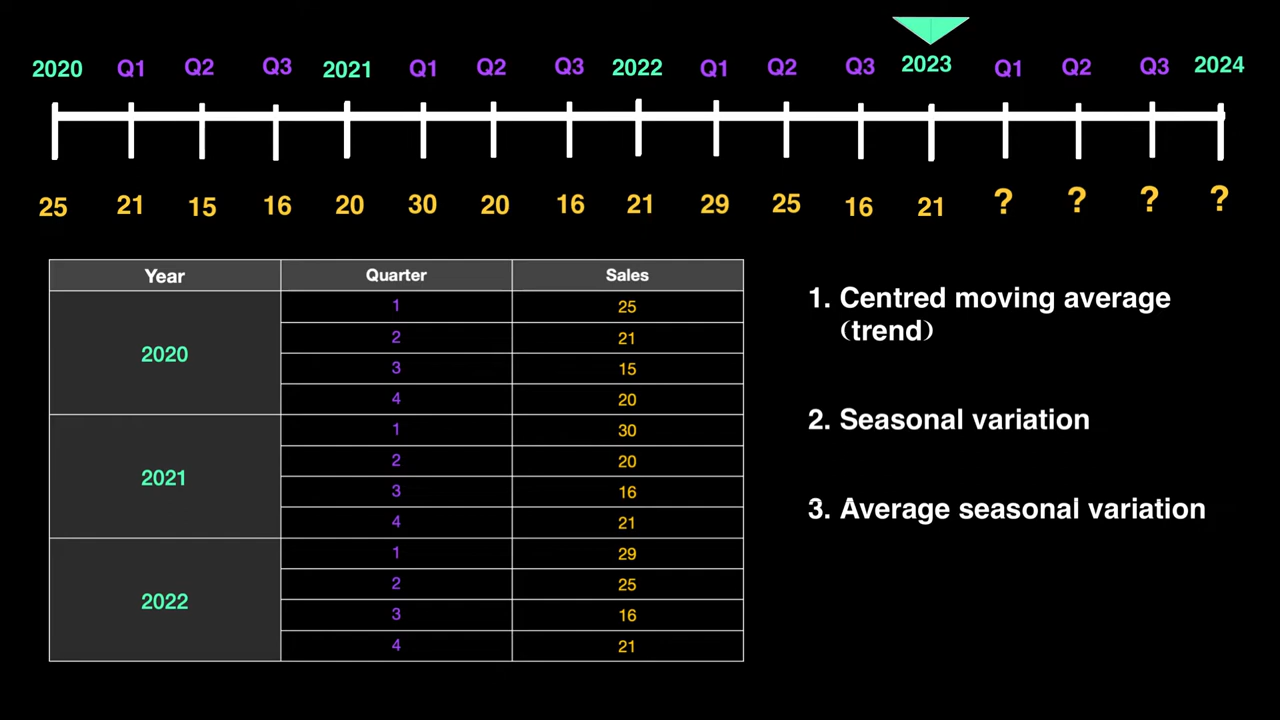 2020 Q1 Q2 Q3 2021 Q1 Q2 Q3 2022 Q1 Q2 Q3 2023 Q1 Q2 Q3 2024
25 21 15 16 20 30 20 16 21 29 25 16 21 ? ? ? ?
Year Quarter Sales
2020
1 25
2 21
3 15
4 20
2021
1 30
2 20
3 16
4 21
2022
1 29
2 25
3 16
4 21
1. Centred moving average
(trend)
2. Seasonal variation
3. Average seasonal variation